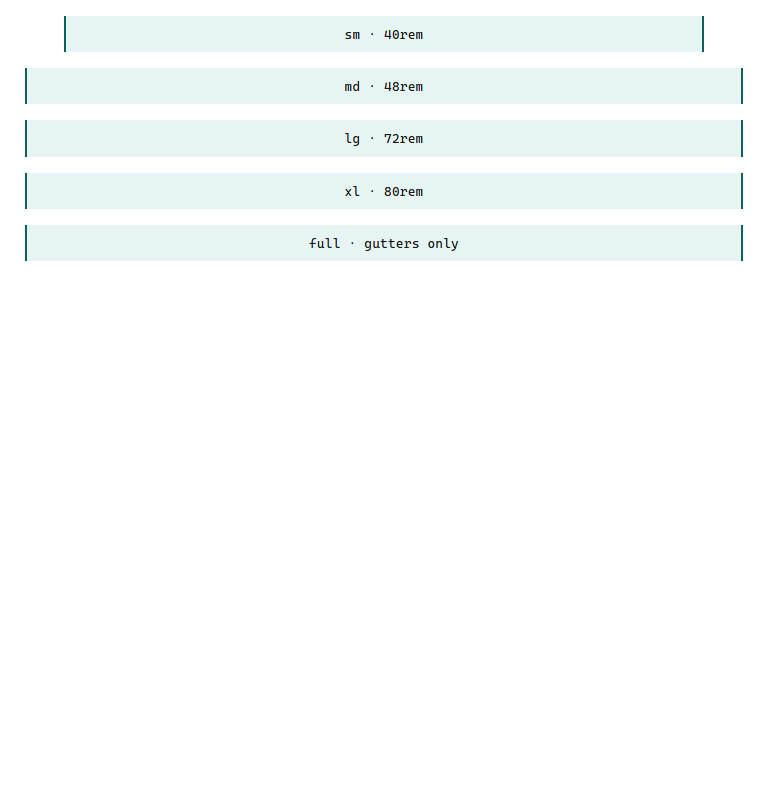 sm · 40rem
md · 48rem
lg · 72rem
xl · 80rem
full · gutters only